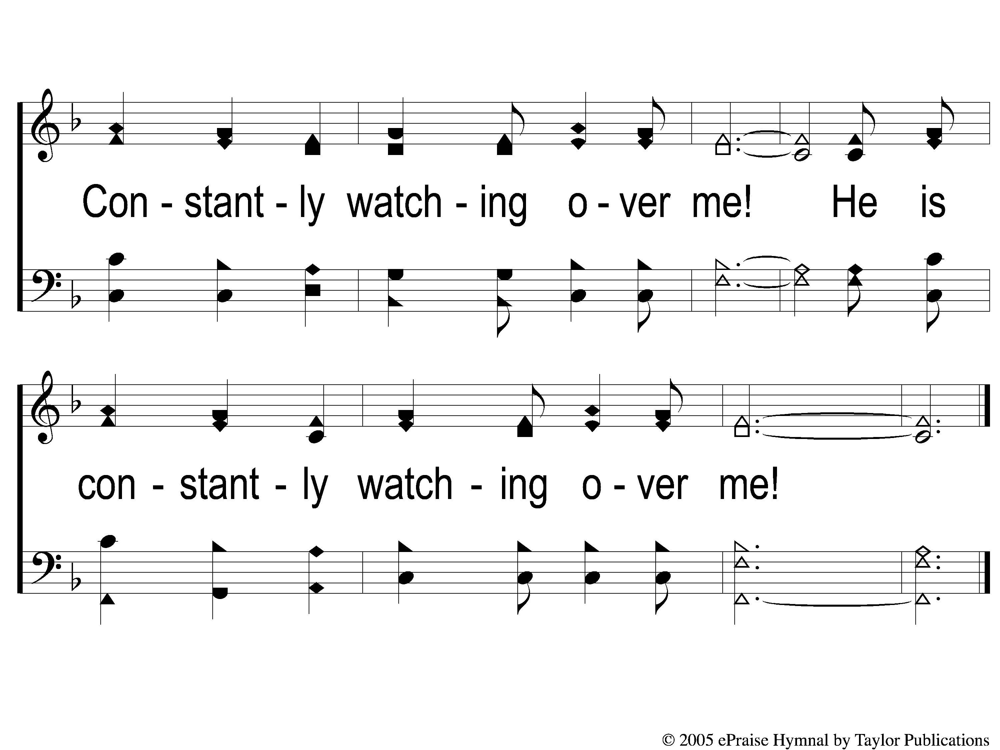 Con - stant - ly watch - ing o - ver me! He is
con - stant - ly watch - ing o - ver me!
© 2005 ePraise Hymnal by Taylor Publications